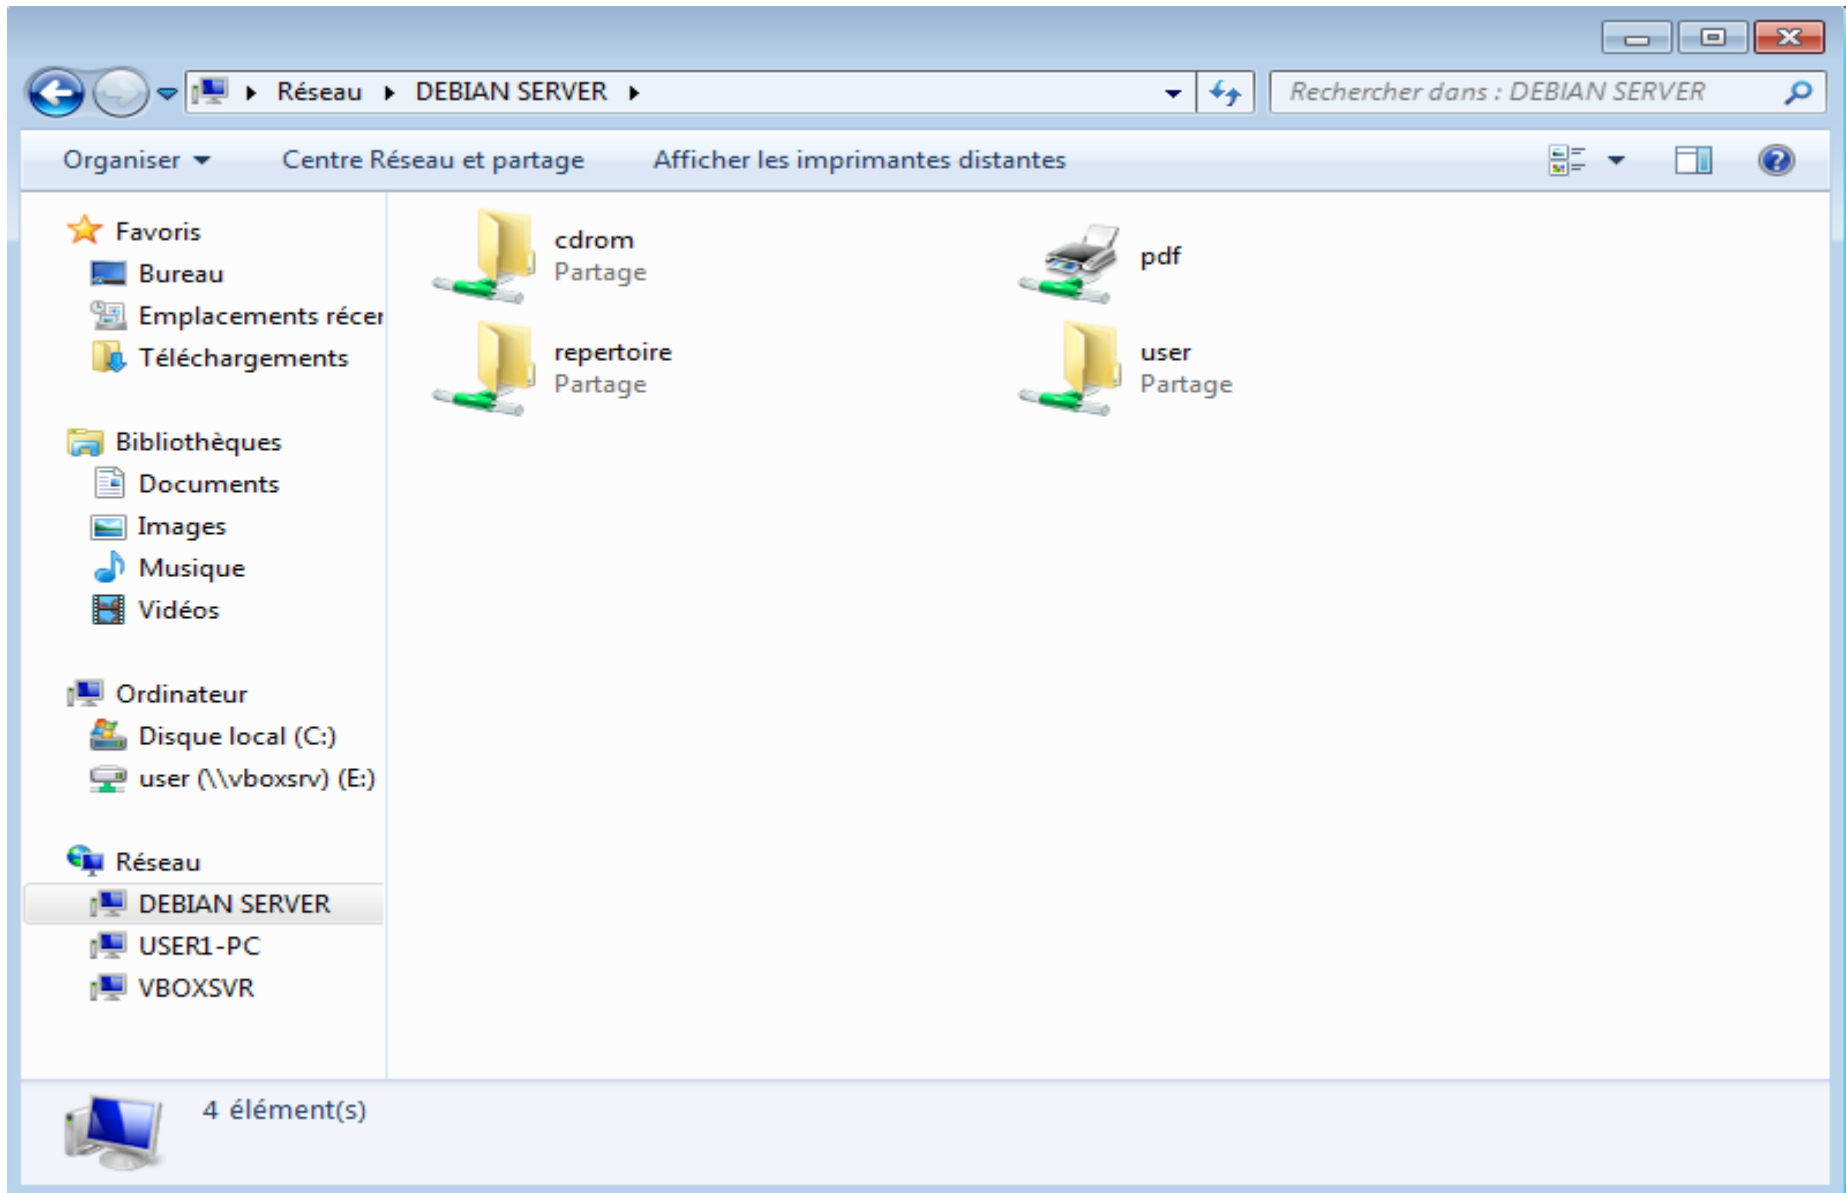 Réseau DEBIAN SERVER
Rechercher dans : DEBIAN SERVER
Organiser Centre Réseau et partage Afficher les imprimantes distantes
Favoris
Bureau
Emplacements récen
Téléchargements
Bibliothèques
Documents
Images
Musique
Vidéos
Ordinateur
Disque local (C:)
user (\\vboxsrv) (E:)
Réseau
DEBIAN SERVER
USER1-PC
VBOXSVR
cdrom
Partage
pdf
repertoire
Partage
user
Partage
4 élément(s)